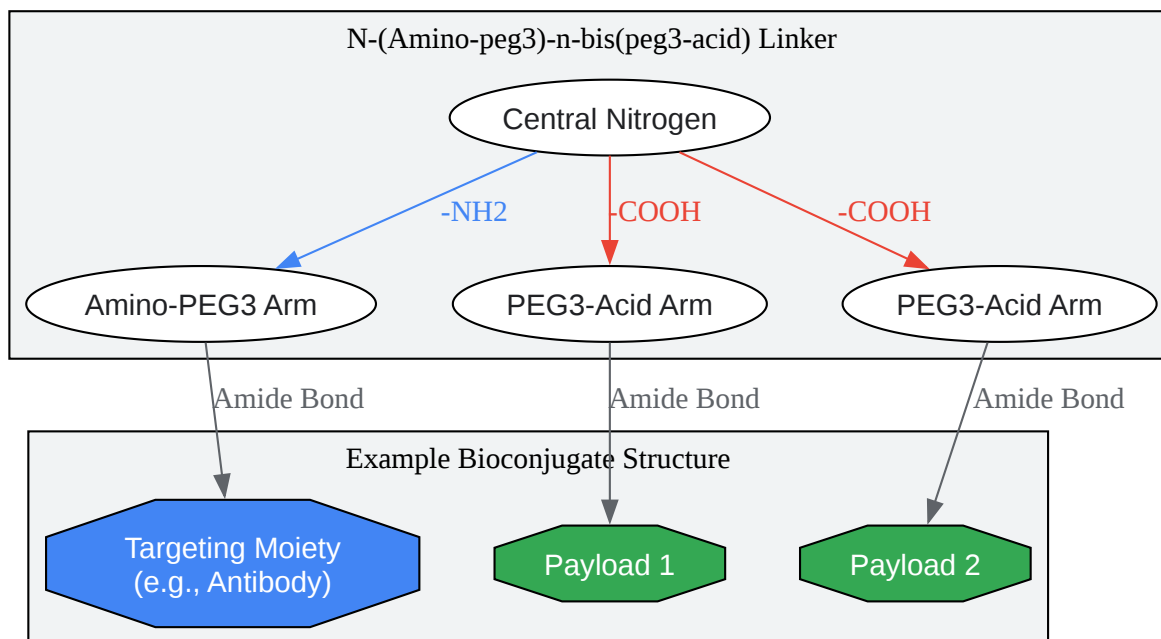 N-(Amino-peg3)-n-bis(peg3-acid) Linker
Central Nitrogen
-NH2
-COOH
-COOH
Amino-PEG3 Arm
PEG3-Acid Arm
PEG3-Acid Arm
Amide Bond
Amide Bond
Amide Bond
Example Bioconjugate Structure
Targeting Moiety
(e.g., Antibody)
Payload 1
Payload 2